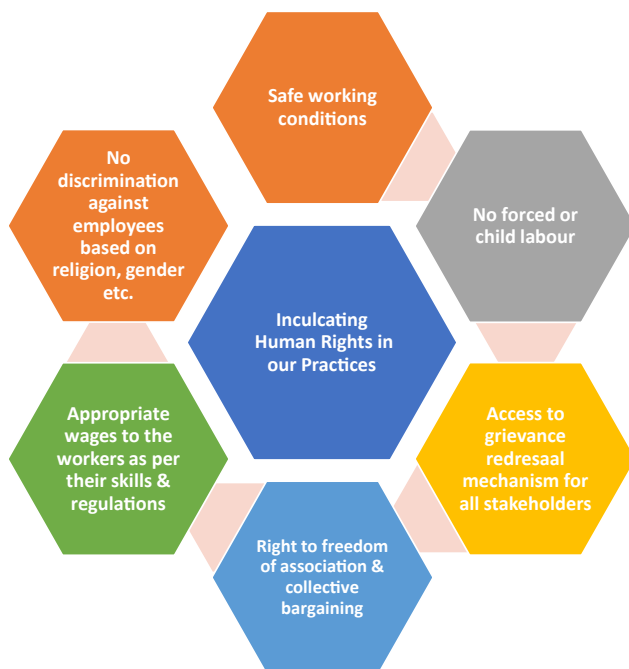 Safe working
conditions
No forced or
child labour
Access to
grievance
redresaal
mechanism for
all stakeholders
Right to freedom
of association &
collective
bargaining
Appropriate
wages to the
workers as per
their skills &
regulations
No
discrimination
against
employees
based on
religion, gender
etc.
Inculcating
Human Rights in
our Practices